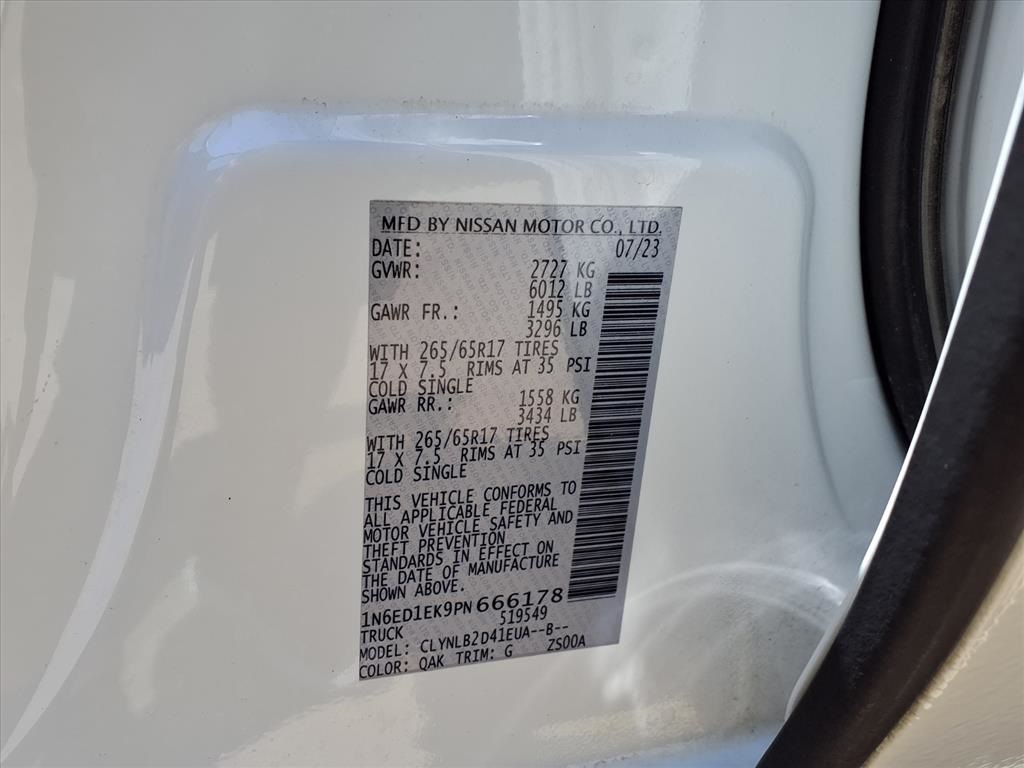 MFD BY NISSAN MOTOR CO., LTD.
DATE: 07/23
GVWR: 2727 KG
6012 LB
GAWR FR.: 1495 KG
3296 LB
WITH 265/65R17 TIRES
17 X 7.5 RIMS AT 35 PSI
COLD SINGLE
GAWR RR.: 1558 KG
3434 LB
WITH 265/65R17 TIRES
17 X 7.5 RIMS AT 35 PSI
COLD SINGLE
THIS VEHICLE CONFORMS TO
ALL APPLICABLE FEDERAL
MOTOR VEHICLE SAFETY AND
THEFT PREVENTION
STANDARDS IN EFFECT ON
THE DATE OF MANUFACTURE
SHOWN ABOVE.
1N6ED1EK9PN666178
TRUCK 519549
MODEL: CLYNLB2D41EUA--B--
COLOR: QAK TRIM: G ZS00A